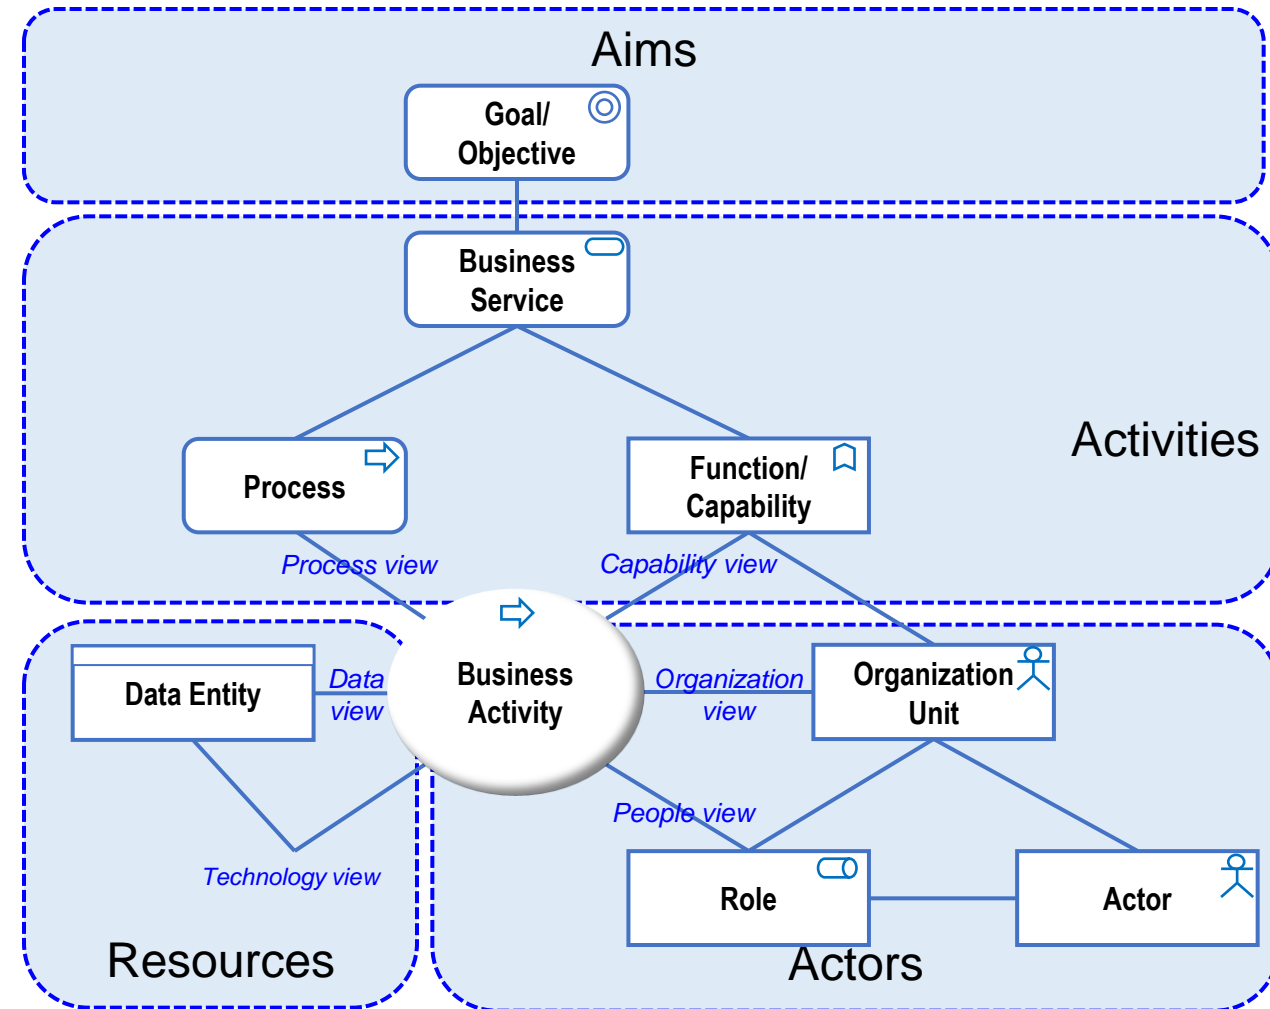 Aims
Goal/
Objective
Business
Service
Activities
Process
Function/
Capability
Process view
Capability view
Data Entity
Data
view
Business
Activity
Organization
view
Organization
Unit
People view
Technology view
Role
Actor
Resources
Actors